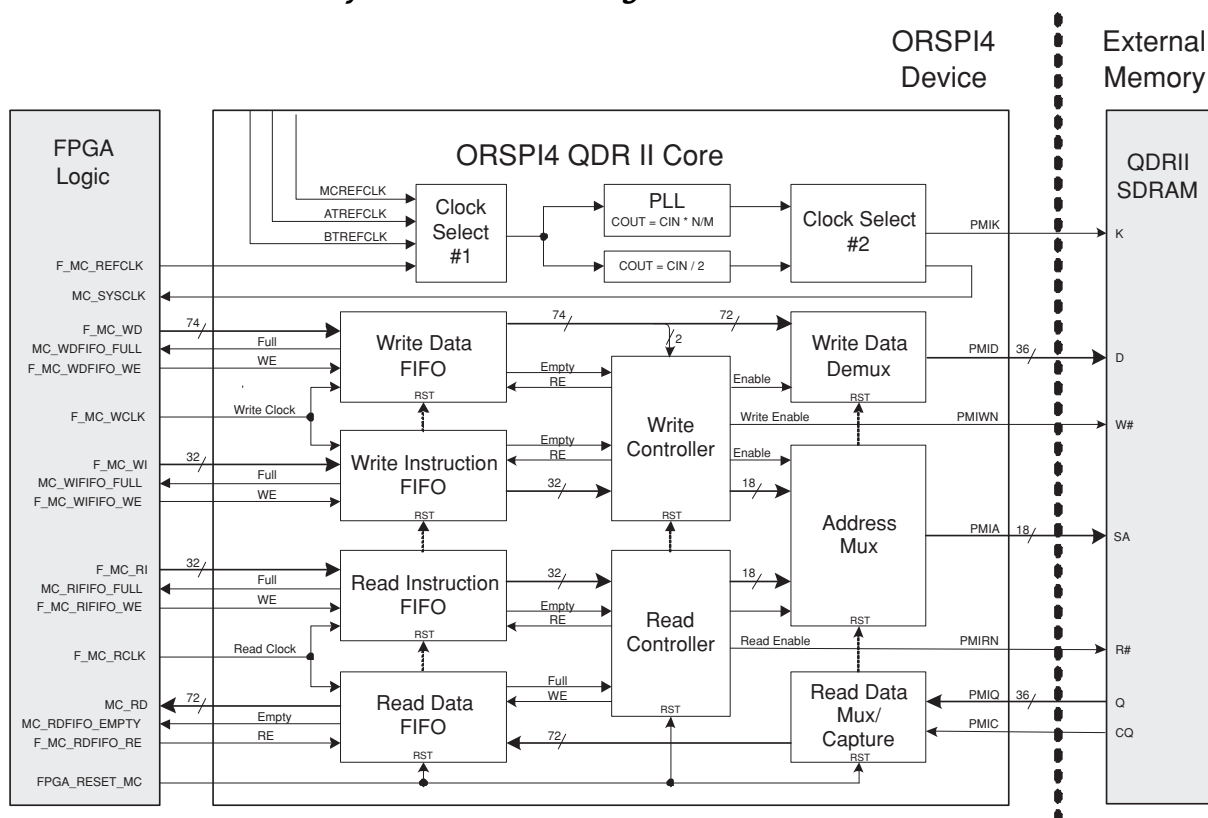 ORSPI4
Device
External
Memory
FPGA
Logic
ORSPI4 QDR II Core
QDRII
SDRAM
MCREFCLK
ATREFCLK
BTREFCLK
Clock
Select
#1
PLL
COUT = CIN * N/M
COUT = CIN / 2
Clock Select
#2
PMIK
K
F_MC_REFCLK
MC_SYSCLK
F_MC_WD
74
MC_WDFIFO_FULL
Full
F_MC_WDFIFO_WE
WE
Write Data
FIFO
RST
74
2
72
Empty
RE
Enable
Write Data
Demux
RST
PMID
36
D
F_MC_WCLK
Write Clock
Write
Controller
Write Enable
PMIWN
W#
F_MC_WI
32
MC_WIFIFO_FULL
Full
F_MC_WIFIFO_WE
WE
Write Instruction
FIFO
RST
Empty
RE
32
RST
Enable
18
Address
Mux
RST
PMIA
18
SA
F_MC_RI
32
MC_RIFIFO_FULL
Full
F_MC_RIFIFO_WE
WE
Read Instruction
FIFO
RST
32
Empty
RE
Read
Controller
RST
18
F_MC_RCLK
Read Clock
Read Enable
PMIRN
R#
MC_RD
72
MC_RDFIFO_EMPTY
Empty
F_MC_RDFIFO_RE
RE
Read Data
FIFO
RST
Full
WE
72
Read Data
Mux/
Capture
RST
PMIQ
36
Q
PMIC
CQ
FPGA_RESET_MC